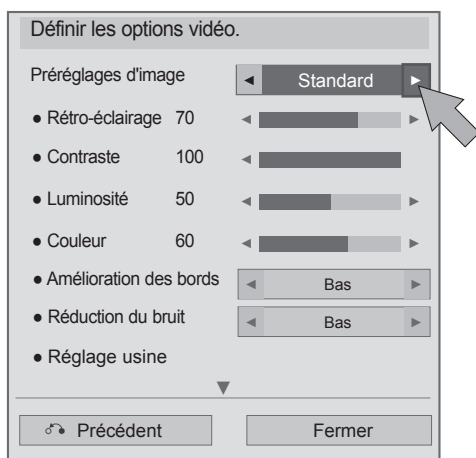 Définir les options vidéo.
Préréglages d'image ◄ Standard ►
● Rétro-éclairage 70 ◄ ►
● Contraste 100 ◄
● Luminosité 50 ◄ ►
● Couleur 60 ◄ ►
● Amélioration des bords ◄ Bas ►
● Réduction du bruit ◄ Bas ►
● Réglage usine
▼
Précédent Fermer